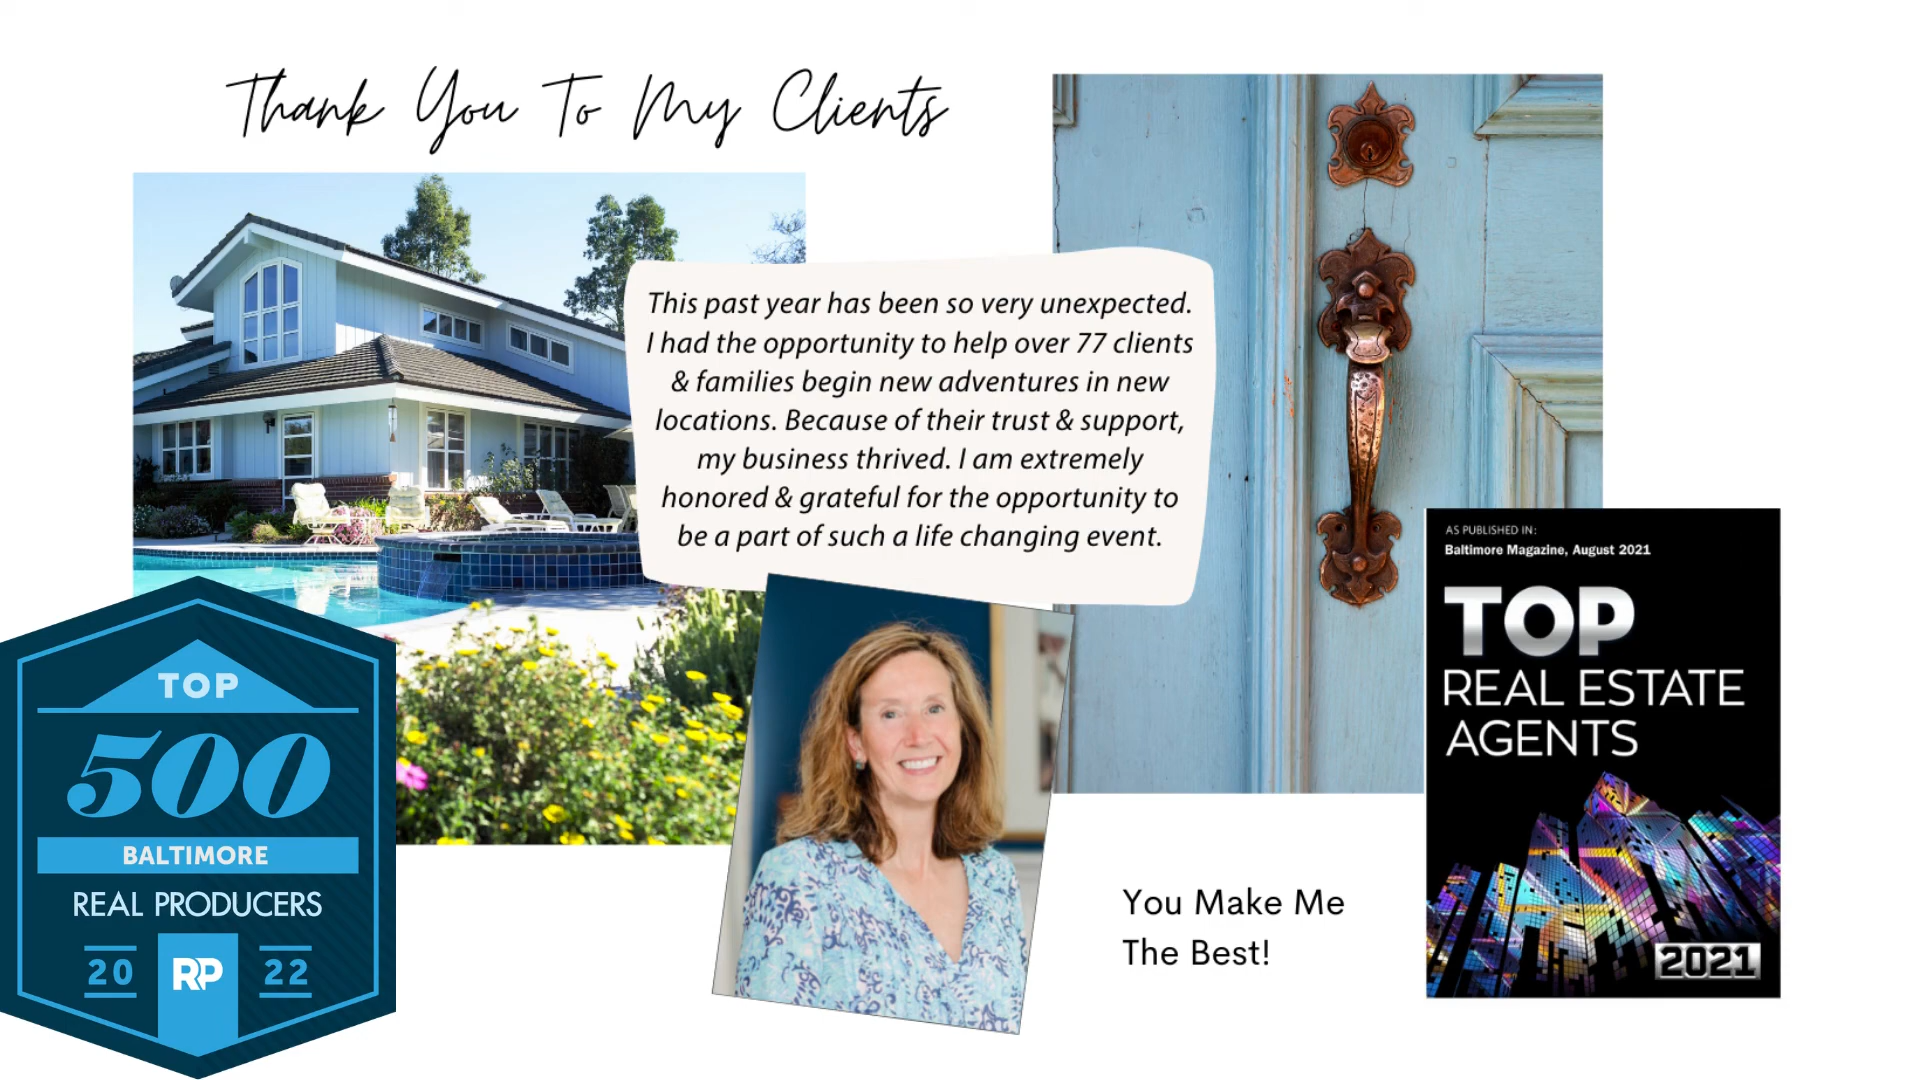 Thank You To My Clients
This past year has been so very unexpected.
I had the opportunity to help over 77 clients
& families begin new adventures in new
locations. Because of their trust & support,
my business thrived. I am extremely
honored & grateful for the opportunity to
be a part of such a life changing event.
AS PUBLISHED IN:
Baltimore Magazine, August 2021
TOP
REAL ESTATE
AGENTS
2021
TOP
500
BALTIMORE
REAL PRODUCERS
20 RP 22
You Make Me
The Best!